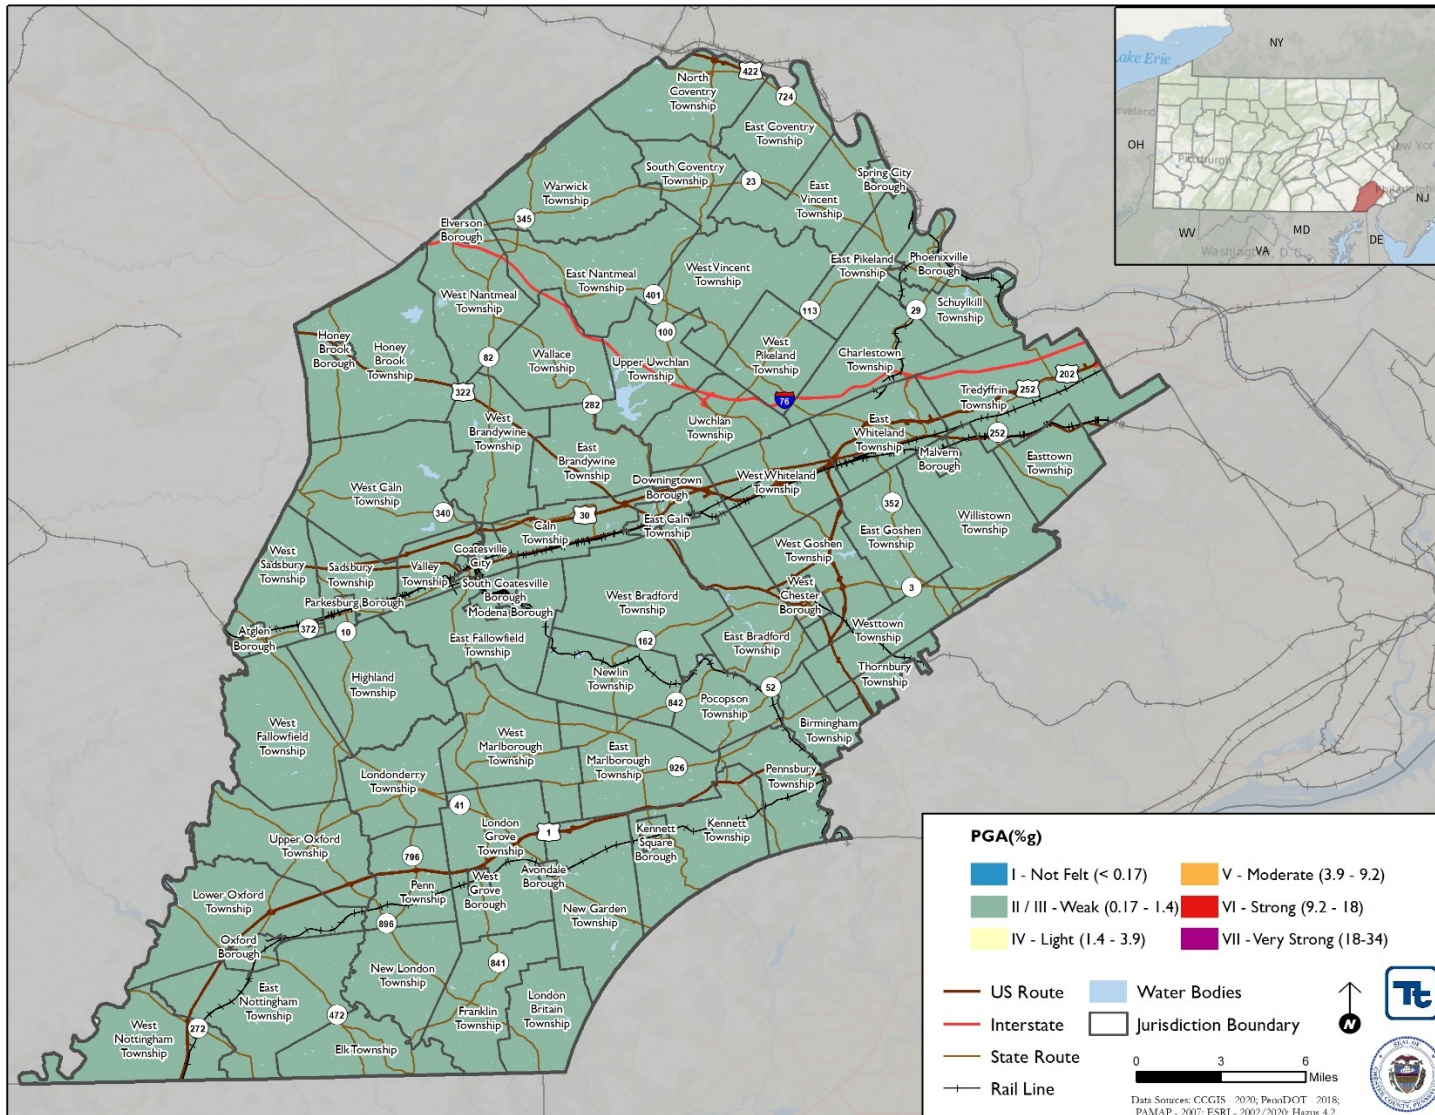 NY
Lake Erie
Cleveland
OH
Pittsburgh
New York
Philadelphia
NJ
WV
MD
DE
VA
Washington, D.C.
North
Coventry
Township
422
724
East Coventry
Township
South Coventry
Township
23
Spring City
Borough
East
Vincent
Township
Warwick
Township
345
Elverson
Borough
East Nantmeal
Township
West Vincent
Township
East Pikeland
Township
Phoenixville
Borough
401
113
29
Schuylkill
Township
100
West Nantmeal
Township
Honey
Brook
Borough
Honey
Brook
Township
82
Wallace
Township
Upper Uwchlan
Township
West
Pikeland
Township
Charlestown
Township
322
282
76
Tredyffrin
Township
252
202
West
Brandywine
Township
Uwchlan
Township
East
Whiteland
Township
252
Malvern
Borough
Easttown
Township
East
Brandywine
Township
Downingtown
Borough
West Whiteland
Township
West Caln
Township
340
30
Caln
Township
East Caln
Township
352
Willistown
Township
East Goshen
Township
West Goshen
Township
West
Sadsbury
Township
Sadsbury
Township
Valley
Township
Coatesville
City
South Coatesville
Borough
Modena Borough
West
Chester
Borough
3
Parkesburg Borough
West Bradford
Township
Atglen
Borough
372
10
East Fallowfield
Township
162
East Bradford
Township
Westtown
Township
Thornbury
Township
Highland
Township
Newlin
Township
842
Pocopson
Township
52
Birmingham
Township
West
Fallowfield
Township
West
Marlborough
Township
East
Marlborough
Township
926
Pennsbury
Township
Londonderry
Township
41
London
Grove
Township
1
Kennett
Square
Borough
Kennett
Township
Upper Oxford
Township
796
Avondale
Borough
Penn
Township
West
Grove
Borough
Lower Oxford
Township
896
New Garden
Township
Oxford
Borough
New London
Township
841
East
Nottingham
Township
472
Franklin
Township
London
Britain
Township
West
Nottingham
Township
272
Elk Township
PGA(%g)
I - Not Felt (< 0.17)
II / III - Weak (0.17 - 1.4)
IV - Light (1.4 - 3.9)
V - Moderate (3.9 - 9.2)
VI - Strong (9.2 - 18)
VII - Very Strong (18-34)
US Route
Interstate
State Route
Rail Line
Water Bodies
Jurisdiction Boundary
N
Tt
0 3 6
Miles
Data Sources: CCGIS - 2020; PennDOT - 2018;
PAMAP - 2007; ESRI - 2002/2020; Hazus 4.2